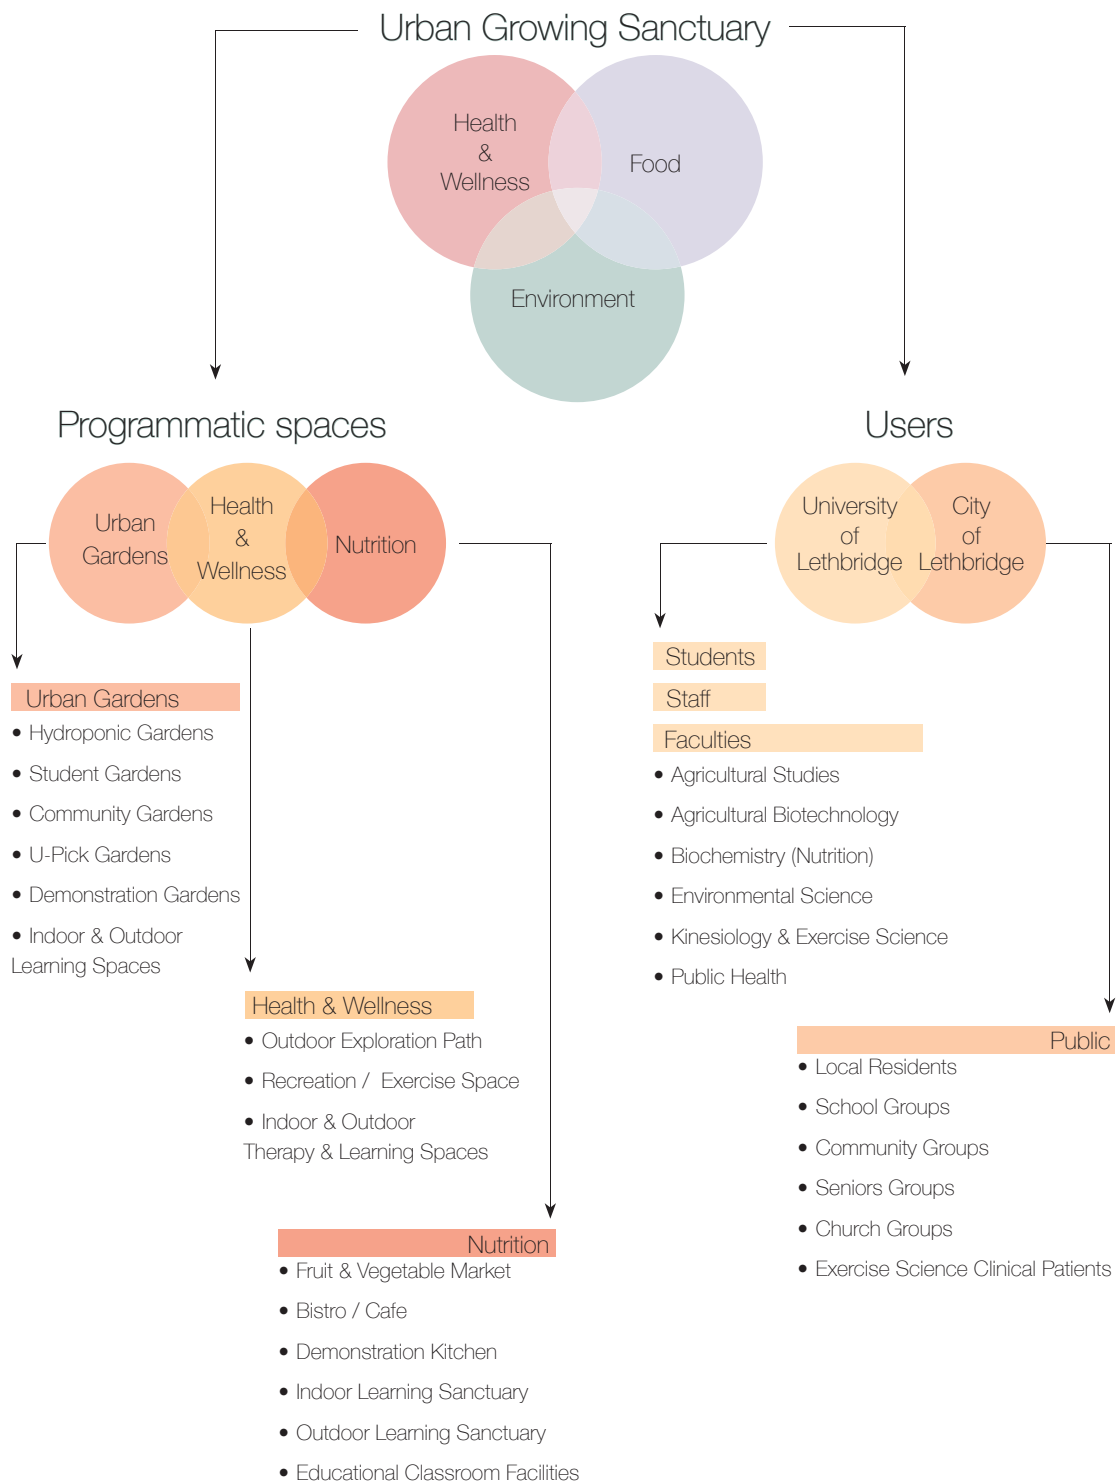 Urban Growing Sanctuary
Health
&
Wellness
Food
Environment
Programmatic spaces
Urban
Gardens
Health
&
Wellness
Nutrition
Urban Gardens
• Hydroponic Gardens
• Student Gardens
• Community Gardens
• U-Pick Gardens
• Demonstration Gardens
• Indoor & Outdoor
Learning Spaces
Health & Wellness
• Outdoor Exploration Path
• Recreation / Exercise Space
• Indoor & Outdoor
Therapy & Learning Spaces
Nutrition
• Fruit & Vegetable Market
• Bistro / Cafe
• Demonstration Kitchen
• Indoor Learning Sanctuary
• Outdoor Learning Sanctuary
• Educational Classroom Facilities
Users
University
of
Lethbridge
City
of
Lethbridge
Students
Staff
Faculties
• Agricultural Studies
• Agricultural Biotechnology
• Biochemistry (Nutrition)
• Environmental Science
• Kinesiology & Exercise Science
• Public Health
Public
• Local Residents
• School Groups
• Community Groups
• Seniors Groups
• Church Groups
• Exercise Science Clinical Patients